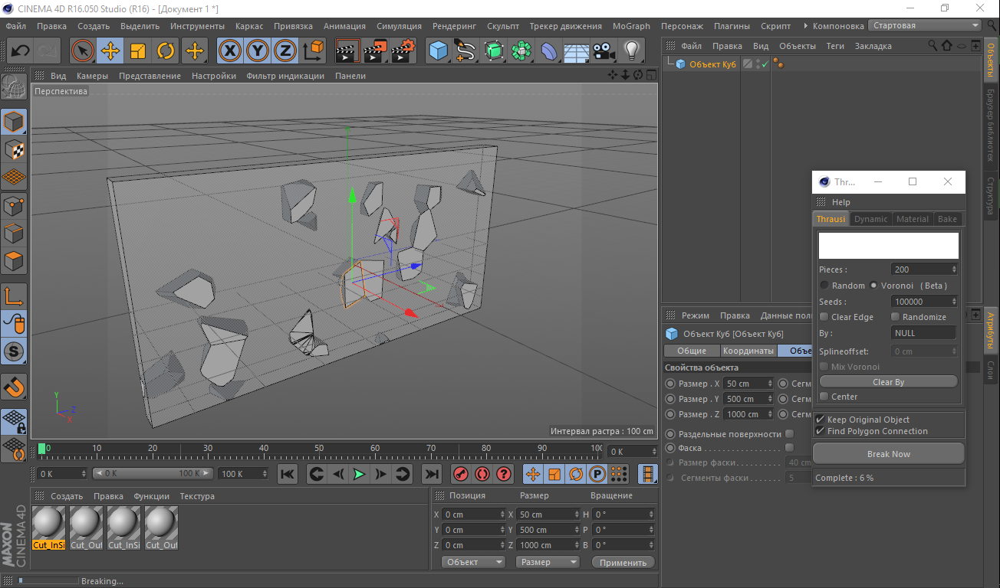 CINEMA 4D R16.050 Studio (R16) - [Документ 1 *]
Файл Правка Создать Выделить Инструменты Каркас Привязка Анимация Симуляция Рендеринг Скульпт Трекер движения MoGraph Персонаж Плагины Скрипт Компоновка Стартовая
Вид Камеры Представление Настройки Фильтр индикации Панели
Перспектива
Y
Z
X
Интервал растра : 100 cm
Файл Правка Вид Объекты Теги Закладка
Объект Куб
Объекты
Браузер библиотек
Структура
Thr...
Help
Thrausi Dynamic Material Bake
Pieces : 200
Random Voronoi ( Beta )
Seeds : 100000
Clear Edge Randomize
By : NULL
Splineoffset: 0 cm
Mix Voronoi
Clear By
Center
Keep Original Object
Find Polygon Connection
Break Now
Complete : 6 %
Режим Правка Данные пол
Объект Куб [Объект Куб]
Общие Координаты Объе
Свойства объекта
Размер . X 50 cm Сегм
Размер . Y 500 cm Сегм
Размер . Z 1000 cm Сегм
Раздельные поверхности
Фаска . . . . . . . . . . . . . . . . .
Размер фаски. . . . . . . . . 40 cm
Сегменты фаски . . . . . . . 5
Атрибуты
Слои
0 10 20 30 40 50 60 70 80 90 100
0 K
0 K 0 K 100 K 100 K
Создать Правка Функции Текстура
Cut_InSi Cut_Out Cut_InSi Cut_Out
Позиция Размер Вращение
X 0 cm X 50 cm H 0 °
Y 0 cm Y 500 cm P 0 °
Z 0 cm Z 1000 cm B 0 °
Объект Размер Применить
MAXON
CINEMA4D
Breaking...